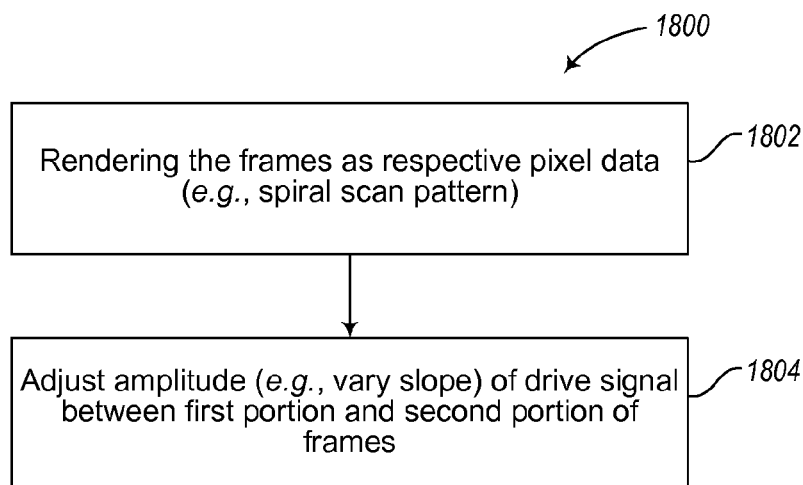 1800
Rendering the frames as respective pixel data
(e.g., spiral scan pattern)
1802
Adjust amplitude (e.g., vary slope) of drive signal
between first portion and second portion of
frames
1804